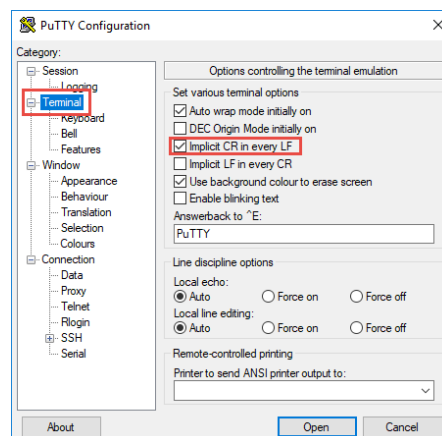 PuTTY Configuration
Category:
Session
Logging
Terminal
Keyboard
Bell
Features
Window
Appearance
Behaviour
Translation
Selection
Colours
Connection
Data
Proxy
Telnet
Rlogin
SSH
Serial
Options controlling the terminal emulation
Set various terminal options
Auto wrap mode initially on
DEC Origin Mode initially on
Implicit CR in every LF
Implicit LF in every CR
Use background colour to erase screen
Enable blinking text
Answerback to ^E:
PuTTY
Line discipline options
Local echo:
Auto Force on Force off
Local line editing:
Auto Force on Force off
Remote-controlled printing
Printer to send ANSI printer output to:
About Open Cancel